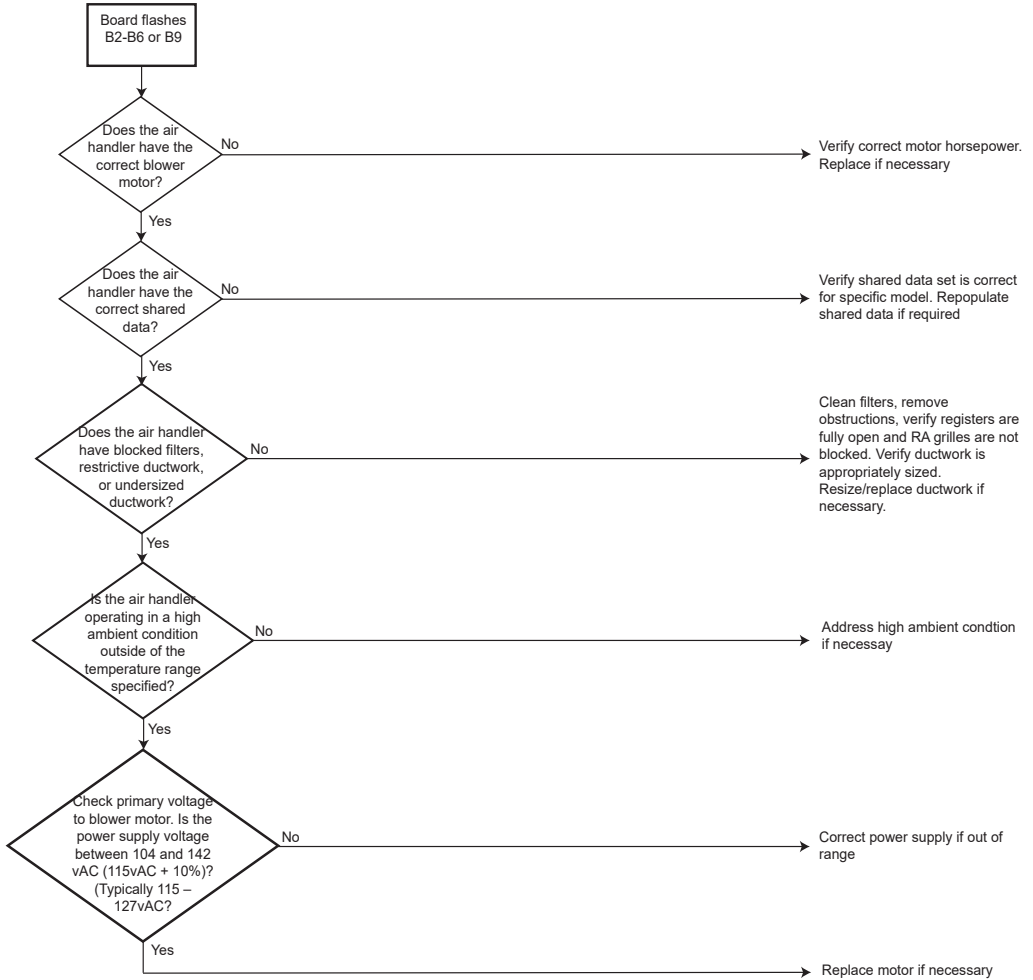 Board flashes
B2-B6 or B9
Does the air
handler have the
correct blower
motor?
No
Verify correct motor horsepower.
Replace if necessary
Yes
Does the air
handler have the
correct shared
data?
No
Verify shared data set is correct
for specific model. Repopulate
shared data if required
Yes
Does the air handler
have blocked filters,
restrictive ductwork,
or undersized
ductwork?
No
Clean filters, remove
obstructions, verify registers are
fully open and RA grilles are not
blocked. Verify ductwork is
appropriately sized.
Resize/replace ductwork if
necessary.
Yes
Is the air handler
operating in a high
ambient condition
outside of the
temperature range
specified?
No
Address high ambient condtion
if necessay
Yes
Check primary voltage
to blower motor. Is the
power supply voltage
between 104 and 142
vAC (115vAC + 10%)?
(Typically 115 –
127vAC?
No
Correct power supply if out of
range
Yes
Replace motor if necessary